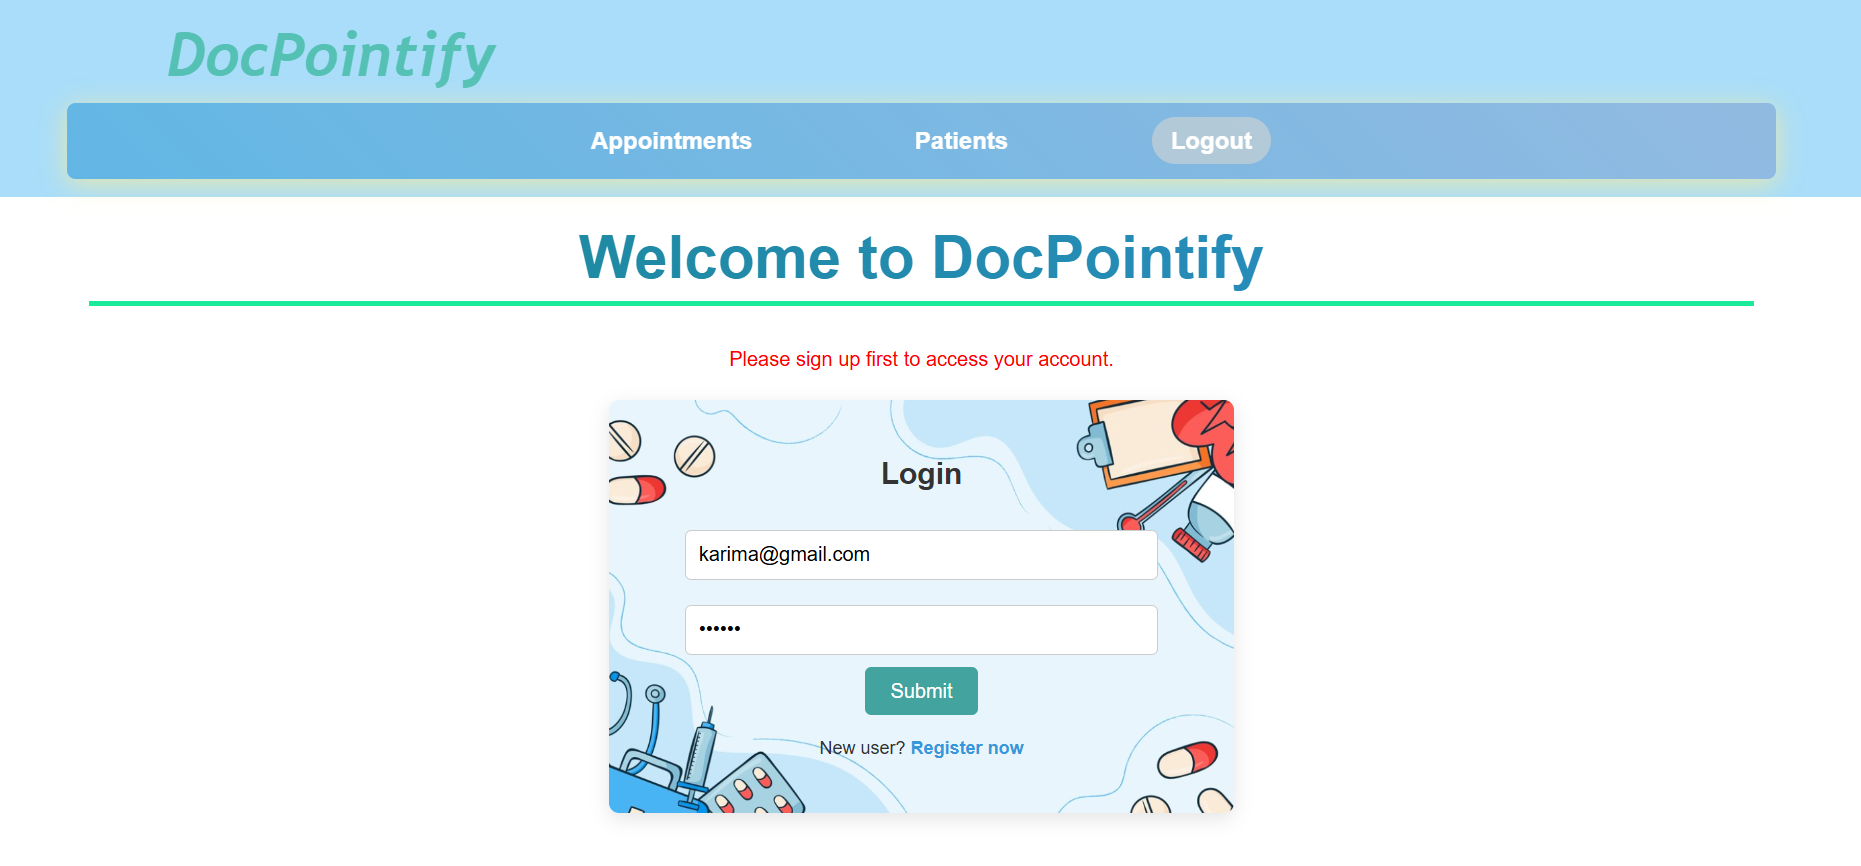 DocPointify
Appointments Patients Logout
Welcome to DocPointify
Please sign up first to access your account.
Login
karima@gmail.com
••••••
Submit
New user? Register now